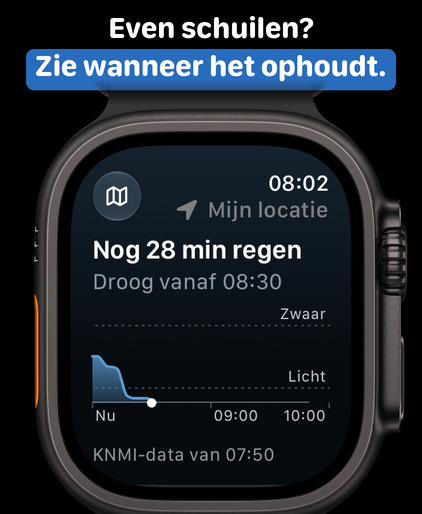 Even schuilen?
Zie wanneer het ophoudt.
08:02
Mijn locatie
Nog 28 min regen
Droog vanaf 08:30
Zwaar
Licht
Nu 09:00 10:00
KNMI-data van 07:50